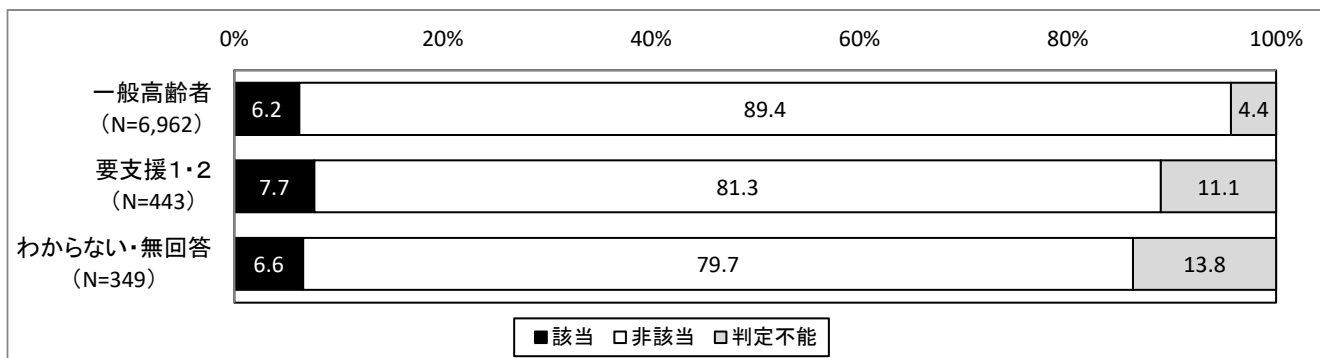 0% 20% 40% 60% 80% 100%
一般高齢者
（N=6,962）
6.2 89.4 4.4
要支援１・２
（N=443）
7.7 81.3 11.1
わからない・無回答
（N=349）
6.6 79.7 13.8
■該当 □非該当 □判定不能